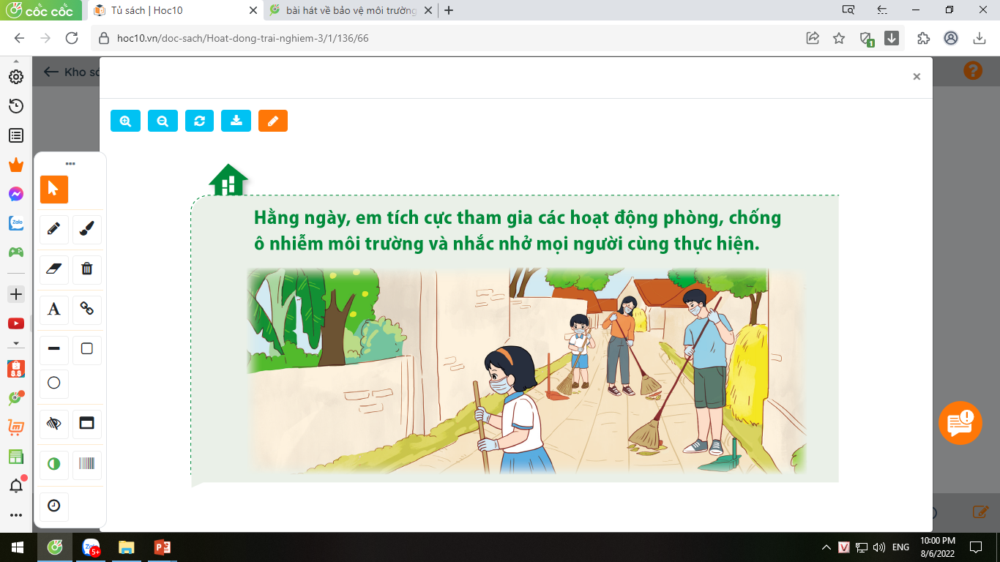 cốc cốc
Tủ sách | Hoc10
bài hát về bảo vệ môi trường
hoc10.vn/doc-sach/Hoat-dong-trai-nghiem-3/1/136/66
1
Kho sá
Hằng ngày, em tích cực tham gia các hoạt động phòng, chống
ô nhiễm môi trường và nhắc nhở mọi người cùng thực hiện.
A
Zalo
8.8
Zalo
5+
ENG
10:00 PM
8/6/2022